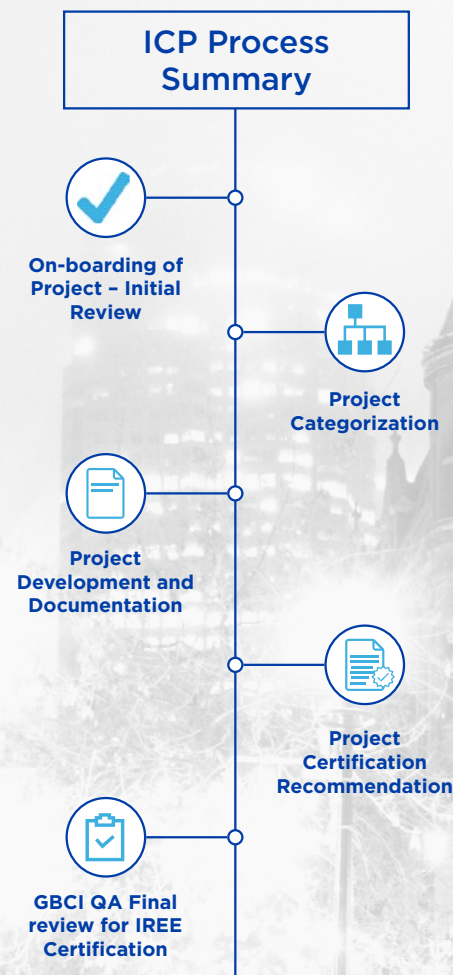 ICP Process
Summary
On-boarding of
Project – Initial
Review
Project
Categorization
Project
Development and
Documentation
Project
Certification
Recommendation
GBCI QA Final
review for IREE
Certification